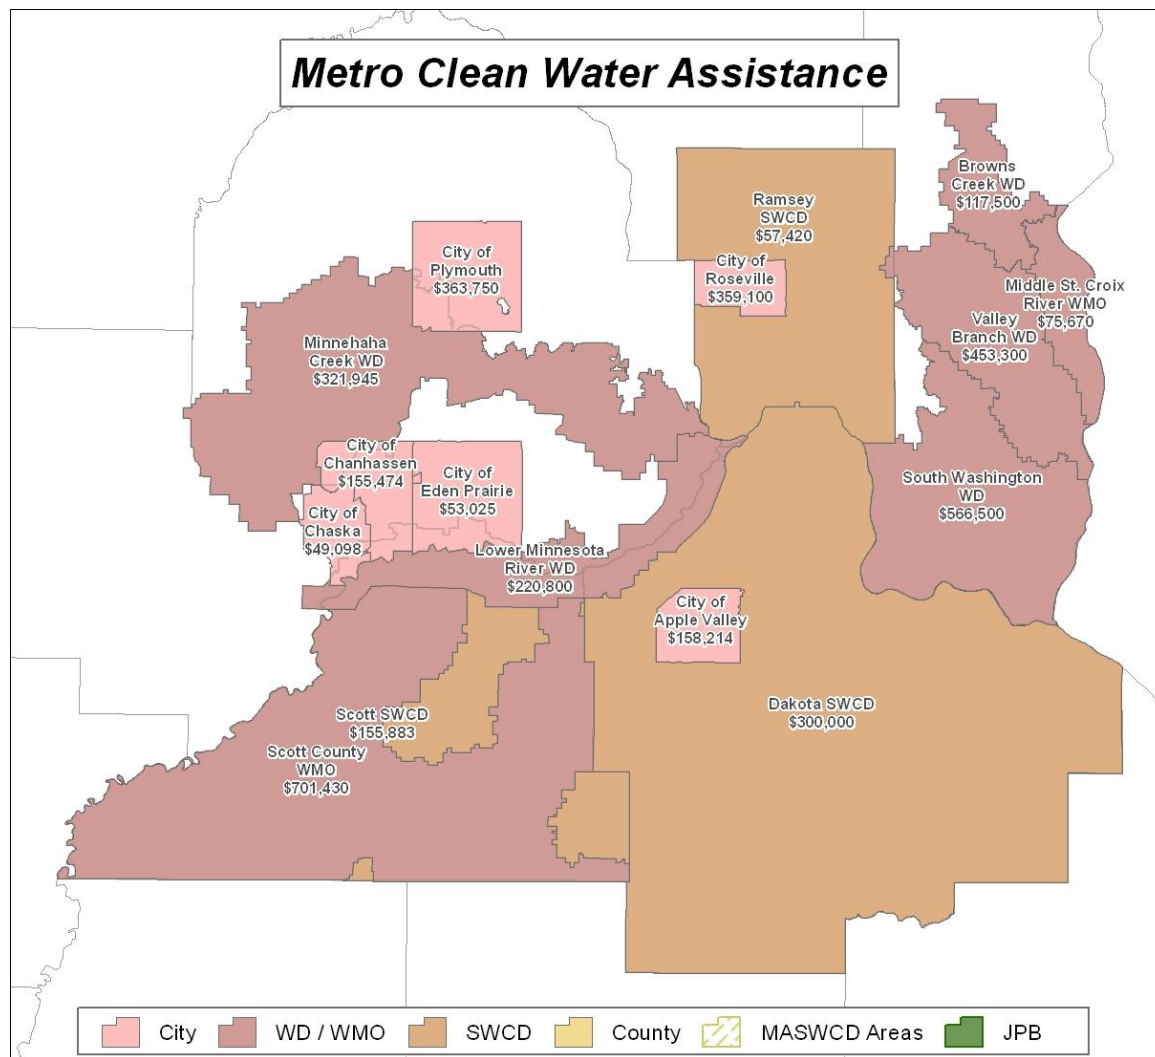 Metro Clean Water Assistance
Browns
Creek WD
$117,500
Ramsey
SWCD
$57,420
City of
Plymouth
$363,750
City of
Roseville
$359,100
Middle St. Croix
River WMO
$75,670
Valley
Branch WD
$453,300
Minnehaha
Creek WD
$321,945
City of
Chanhassen
$155,474
City of
Eden Prairie
$53,025
South Washington
WD
$566,500
City of
Chaska
$49,098
Lower Minnesota
River WD
$220,800
City of
Apple Valley
$158,214
Dakota SWCD
$300,000
Scott SWCD
$155,883
Scott County
WMO
$701,430
City
WD / WMO
SWCD
County
MASWCD Areas
JPB